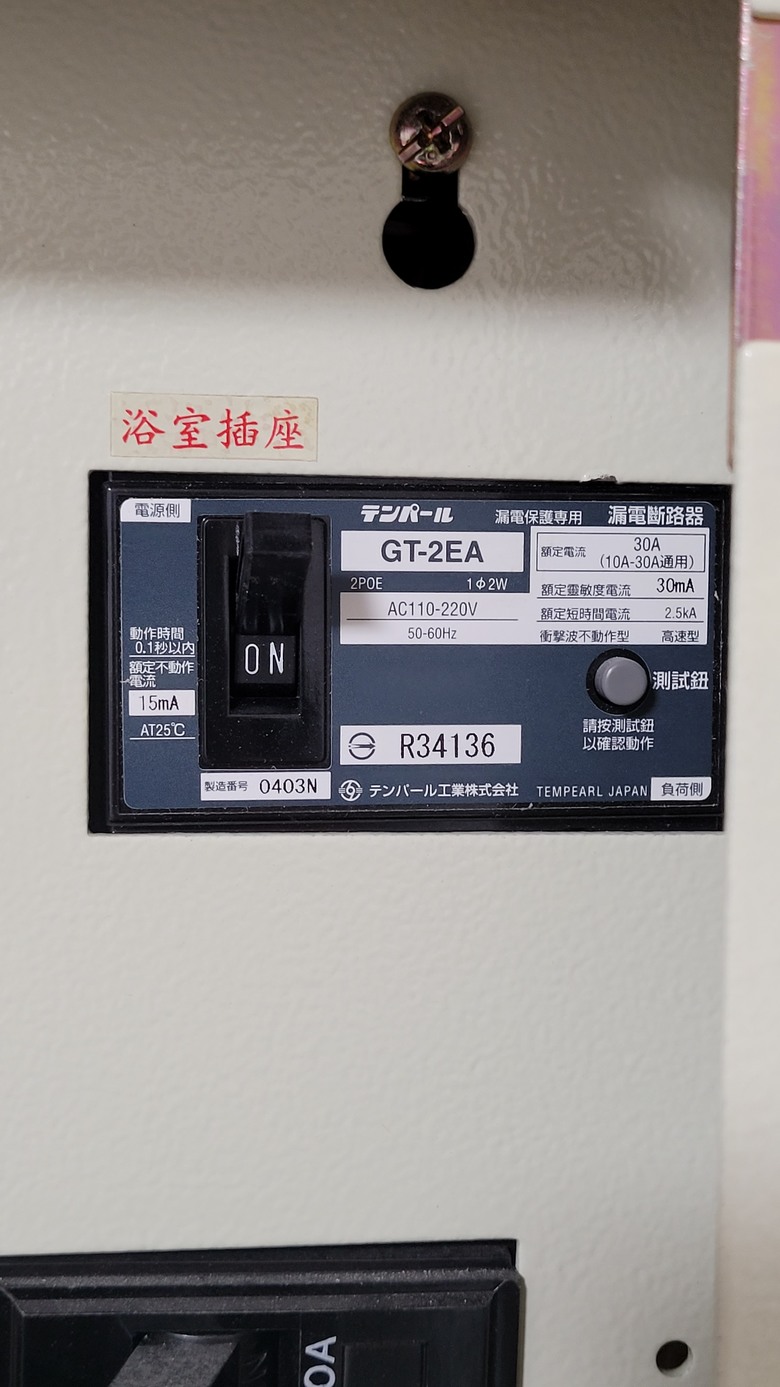 浴室插座
電源側
テンパール 漏電保護専用 漏電斷路器
GT-2EA
2POE 1φ2W
AC110-220V
50-60Hz
額定電流 30A
(10A-30A通用)
額定靈敏度電流 30mA
額定短時間電流 2.5kA
衝擊波不動作型 高速型
ON
動作時間
0.1秒以内
額定不動作
電流
15mA
AT25℃
測試鈕
請按測試鈕
以確認動作
R34136
製造番号 0403N
テンパール工業株式会社 TEMPEARL JAPAN 負荷側
0A